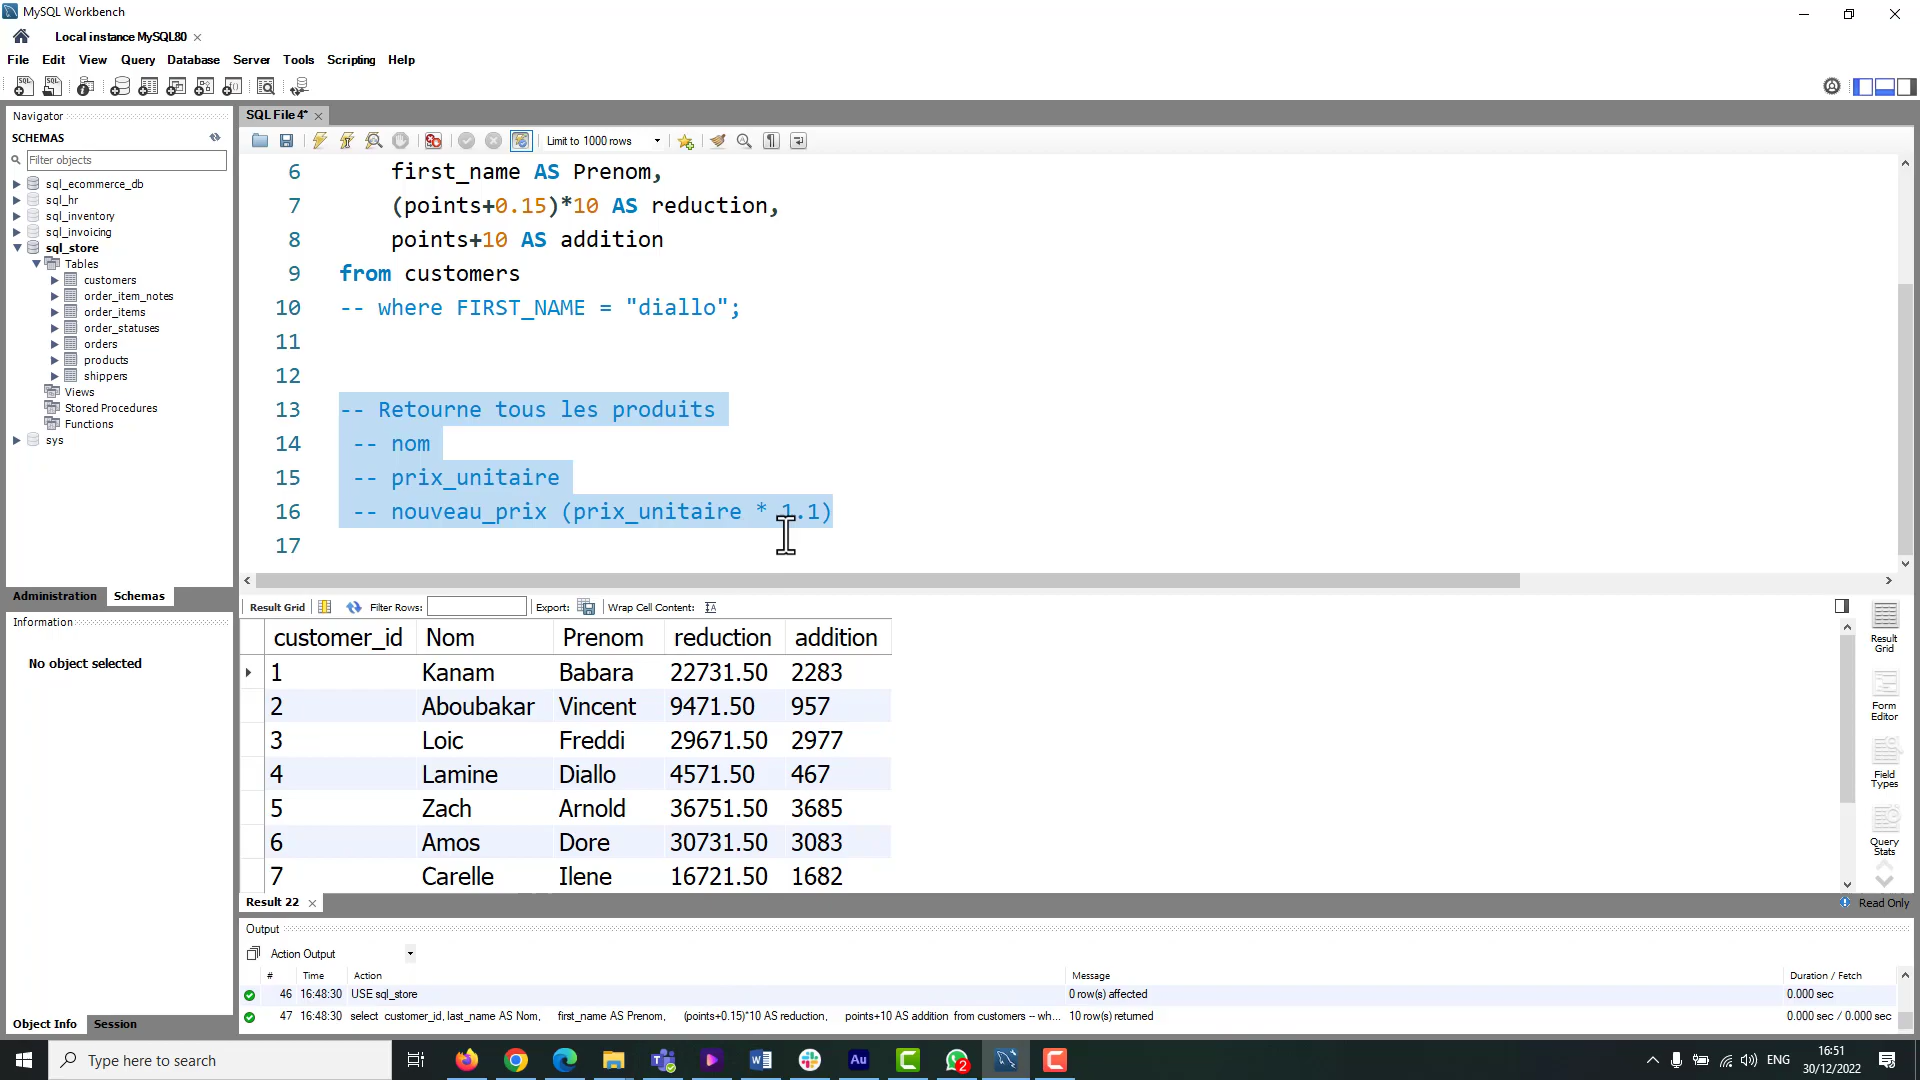 MySQL Workbench
Local instance MySQL80
File Edit View Query Database Server Tools Scripting Help
Navigator
SCHEMAS
Filter objects
sql_ecommerce_db
sql_hr
sql_inventory
sql_invoicing
sql_store
Tables
customers
order_item_notes
order_items
order_statuses
orders
products
shippers
Views
Stored Procedures
Functions
sys
Administration Schemas
Information
No object selected
Object Info Session
SQL File 4*
Limit to 1000 rows
6 first_name AS Prenom,
7 (points+0.15)*10 AS reduction,
8 points+10 AS addition
9 from customers
10 -- where FIRST_NAME = "diallo";
11
12
13 -- Retourne tous les produits
14 -- nom
15 -- prix_unitaire
16 -- nouveau_prix (prix_unitaire * 1.1)
17
Result Grid Filter Rows: Export: Wrap Cell Content:
customer_id Nom Prenom reduction addition
1 Kanam Babara 22731.50 2283
2 Aboubakar Vincent 9471.50 957
3 Loic Freddi 29671.50 2977
4 Lamine Diallo 4571.50 467
5 Zach Arnold 36751.50 3685
6 Amos Dore 30731.50 3083
7 Carelle Ilene 16721.50 1682
Result Grid
Form Editor
Field Types
Query Stats
Result 22
Read Only
Output
Action Output
# Time Action Message Duration / Fetch
46 16:48:30 USE sql_store 0 row(s) affected 0.000 sec
47 16:48:30 select customer_id, last_name AS Nom, first_name AS Prenom, (points+0.15)*10 AS reduction, points+10 AS addition from customers -- wh... 10 row(s) returned 0.000 sec / 0.000 sec
Type here to search
Au
2
ENG
16:51
30/12/2022